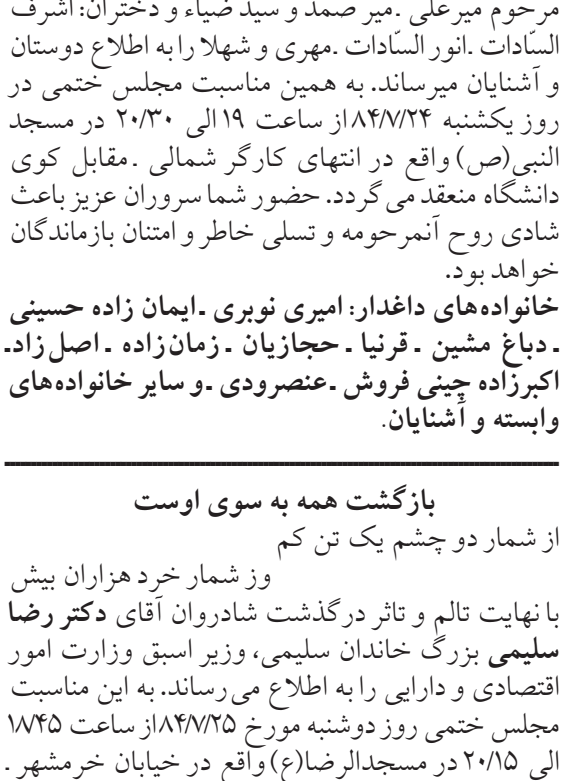 مرحوم میرعلی ـ میر صمد و سید ضیاء و دختران: اشرف
السّادات ـ انور السّادات ـ مهری و شهلا را به اطلاع دوستان
و آشنایان میرساند. به همین مناسبت مجلس ختمی در
روز یکشنبه ۸۴/۷/۲۴ از ساعت ۱۹ الی ۲۰/۳۰ در مسجد
النبی(ص) واقع در انتهای کارگر شمالی ـ مقابل کوی
دانشگاه منعقد می گردد. حضور شما سروران عزیز باعث
شادی روح آنمرحومه و تسلی خاطر و امتنان بازماندگان
خواهد بود.
خانواده‌های داغدار: امیری نوبری ـ ایمان زاده حسینی
ـ دباغ مشین ـ قرنیا ـ حجازیان ـ زمان‌زاده ـ اصل‌زاد ـ
اکبرزاده چینی فروش ـ عنصرودی ـ و سایر خانواده‌های
وابسته و آشنایان.
بازگشت همه به سوی اوست
از شمار دو چشم یک تن کم
وز شمار خرد هزاران بیش
با نهایت تالم و تاثر درگذشت شادروان آقای دکتر رضا
سلیمی بزرگ خاندان سلیمی، وزیر اسبق وزارت امور
اقتصادی و دارایی را به اطلاع می‌رساند. به این مناسبت
مجلس ختمی روز دوشنبه مورخ ۸۴/۷/۲۵ از ساعت ۱۸/۴۵
الی ۲۰/۱۵ در مسجدالرضا(ع) واقع در خیابان خرمشهر ـ